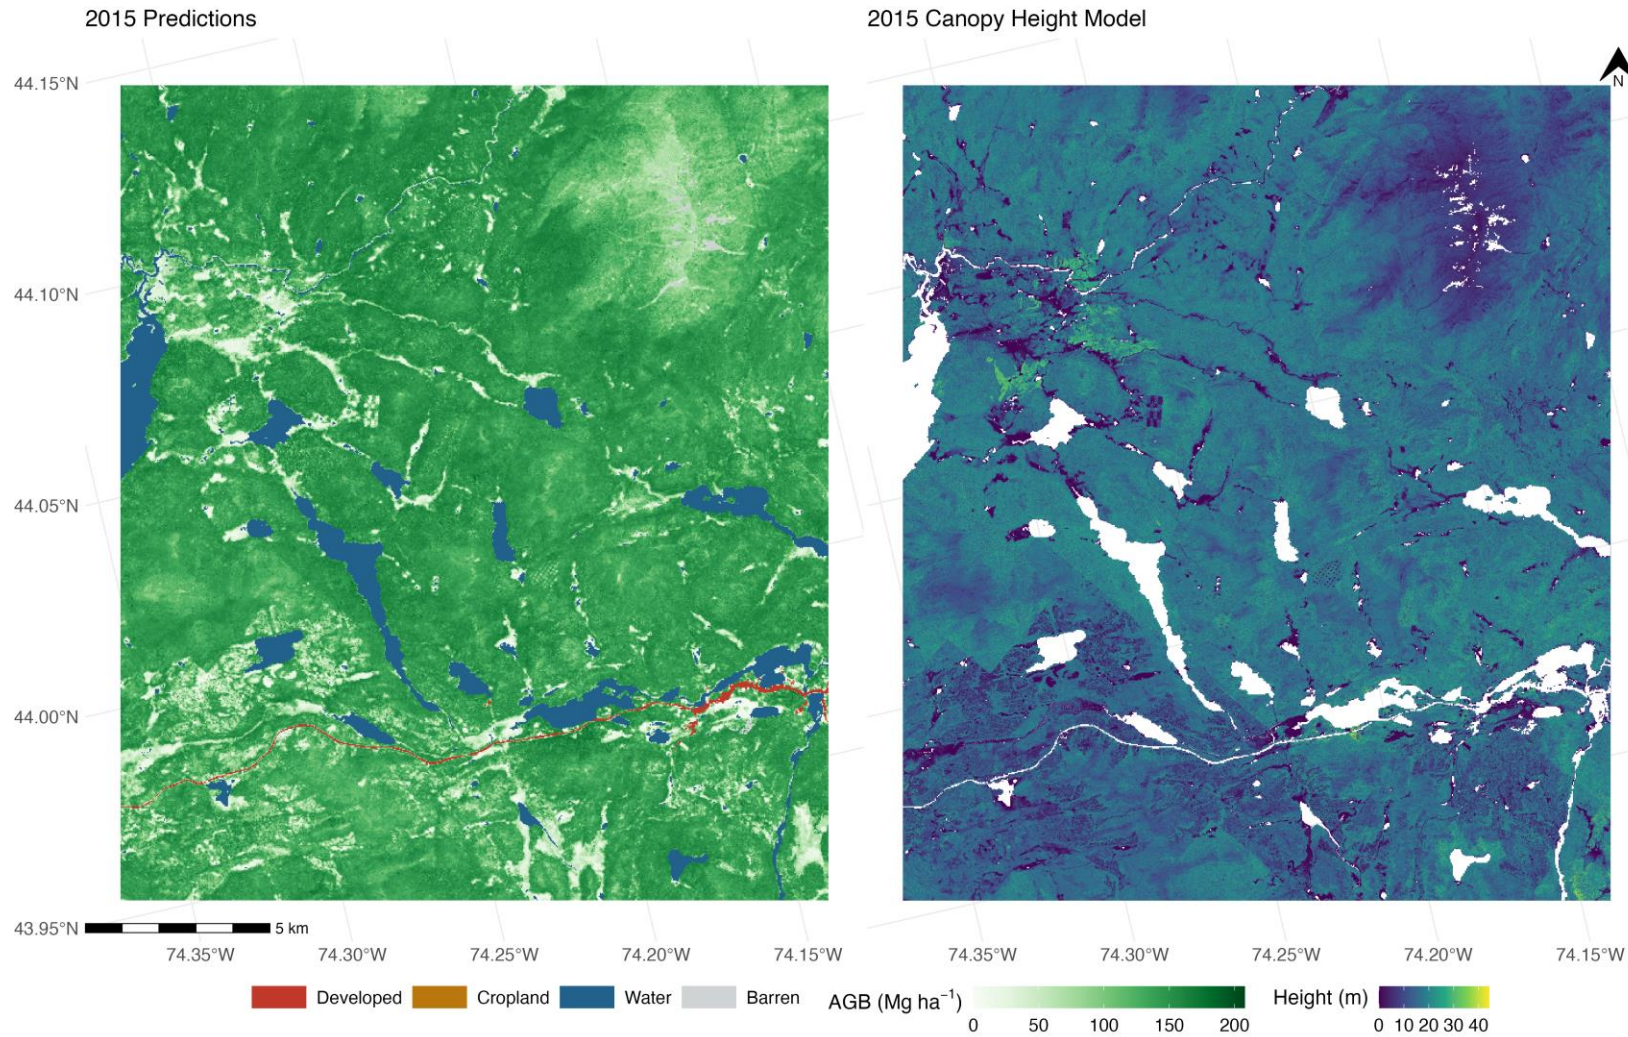 2015 Predictions
2015 Canopy Height Model
N
44.15°N
44.10°N
44.05°N
44.00°N
43.95°N
5 km
74.35°W 74.30°W 74.25°W 74.20°W 74.15°W
74.35°W 74.30°W 74.25°W 74.20°W 74.15°W
Developed Cropland Water Barren
AGB (Mg ha⁻¹)
0 50 100 150 200
Height (m)
0 10 20 30 40